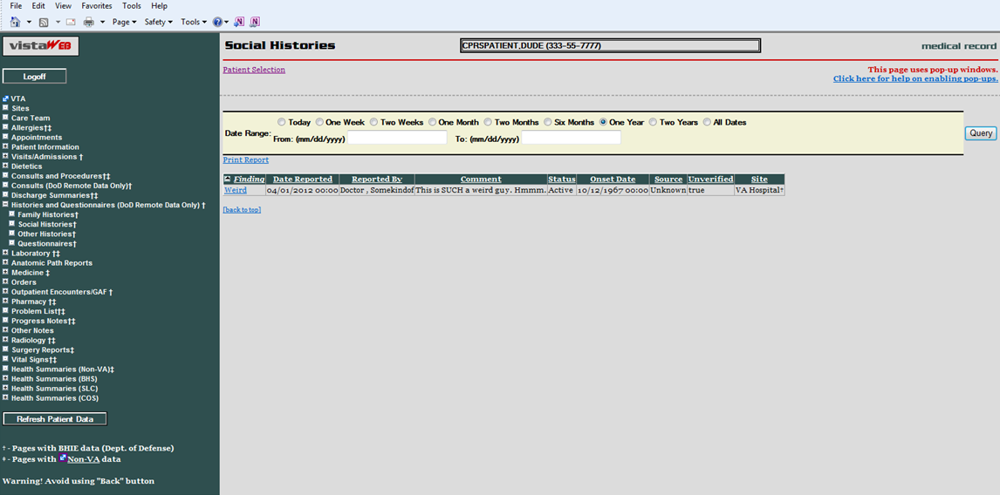 File Edit View Favorites Tools Help
Page Safety Tools
vistaWEB
Logoff
VTA
Sites
Care Team
Allergies†‡
Appointments
Patient Information
Visits/Admissions †
Dietetics
Consults and Procedures†‡
Consults (DoD Remote Data Only)†
Discharge Summaries†‡
Histories and Questionnaires (DoD Remote Data Only) †
Family Histories†
Social Histories†
Other Histories†
Questionnaires†
Laboratory †‡
Anatomic Path Reports
Medicine ‡
Orders
Outpatient Encounters/GAF †
Pharmacy †‡
Problem List†‡
Progress Notes†‡
Other Notes
Radiology †‡
Surgery Reports‡
Vital Signs†‡
Health Summaries (Non-VA)‡
Health Summaries (BHS)
Health Summaries (SLC)
Health Summaries (COS)
Refresh Patient Data
† - Pages with BHIE data (Dept. of Defense)
‡ - Pages with Non-VA data
Warning! Avoid using "Back" button
Social Histories
CPRSPATIENT,DUDE (333-55-7777)
medical record
Patient Selection
This page uses pop-up windows.
Click here for help on enabling pop-ups.
Today One Week Two Weeks One Month Two Months Six Months One Year Two Years All Dates
Date Range: From: (mm/dd/yyyy) To: (mm/dd/yyyy)
Query
Print Report
Finding Date Reported Reported By Comment Status Onset Date Source Unverified Site
Weird 04/01/2012 00:00 Doctor , Somekindof This is SUCH a weird guy. Hmmm. Active 10/12/1967 00:00 Unknown true VA Hospital†
[back to top]